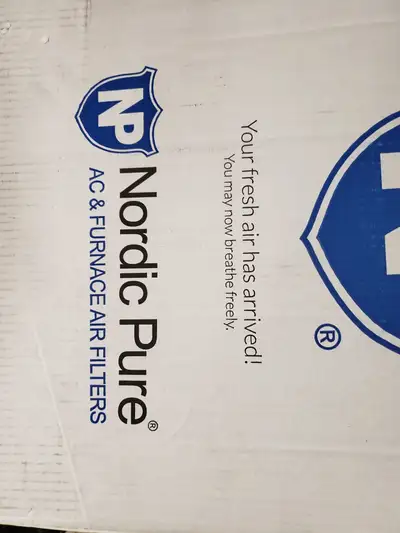 Your fresh air has arrived!
You may now breathe freely.
NP
Nordic Pure®
AC & FURNACE AIR FILTERS
®